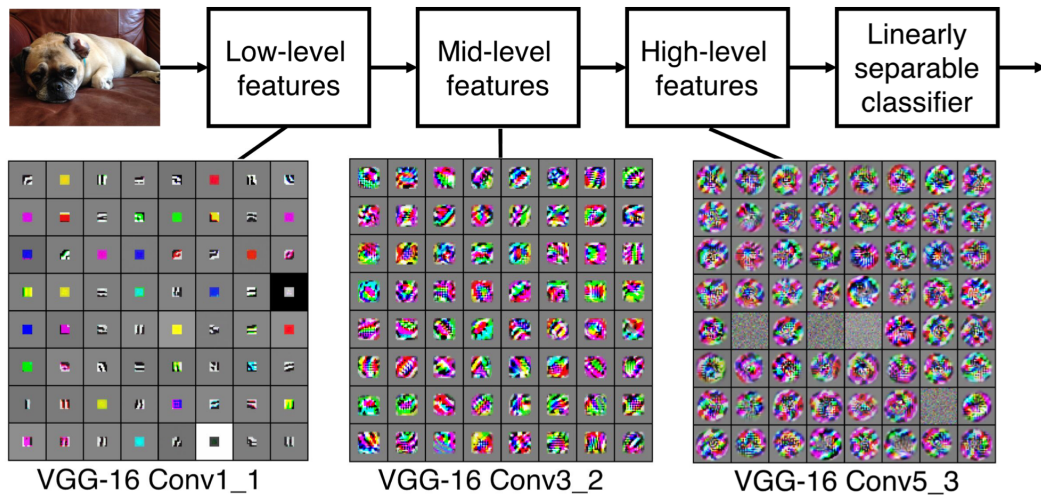 Low-level
features
Mid-level
features
High-level
features
Linearly
separable
classifier
VGG-16 Conv1_1
VGG-16 Conv3_2
VGG-16 Conv5_3